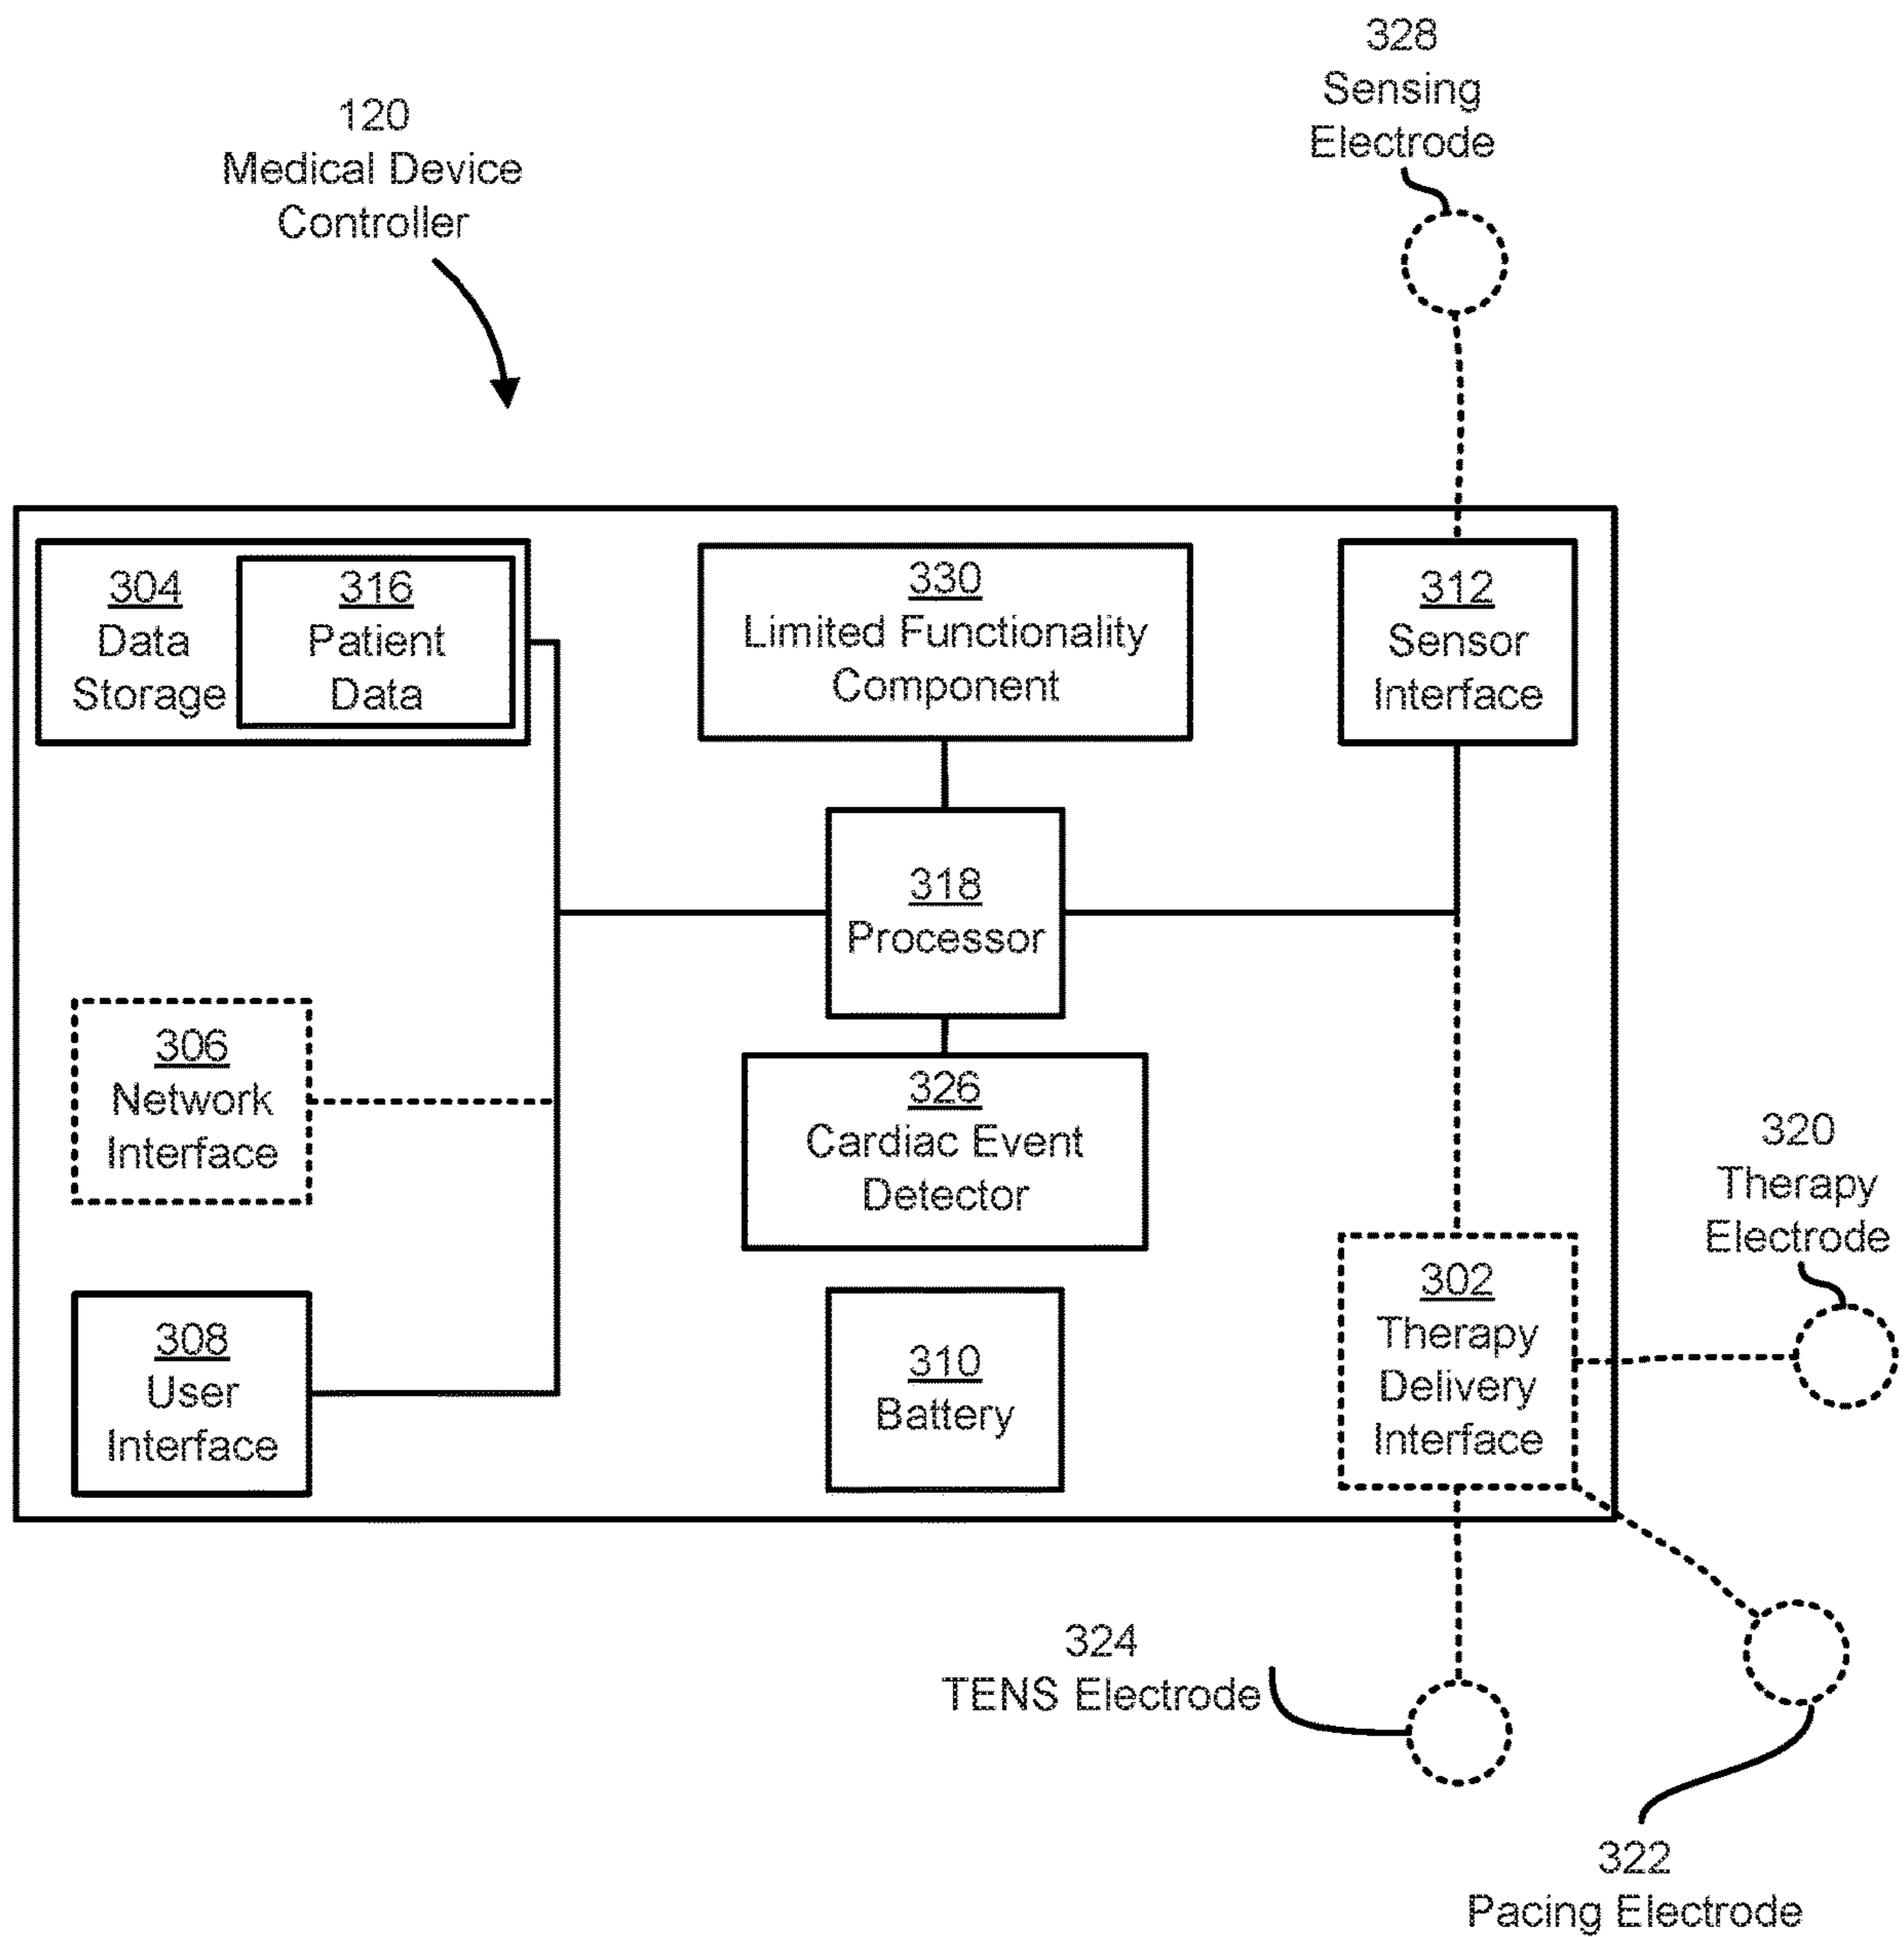 328
Sensing
Electrode
120
Medical Device
Controller
304
Data
Storage
316
Patient
Data
330
Limited Functionality
Component
312
Sensor
Interface
318
Processor
306
Network
Interface
326
Cardiac Event
Detector
320
Therapy
Electrode
308
User
Interface
310
Battery
302
Therapy
Delivery
Interface
324
TENS Electrode
322
Pacing Electrode